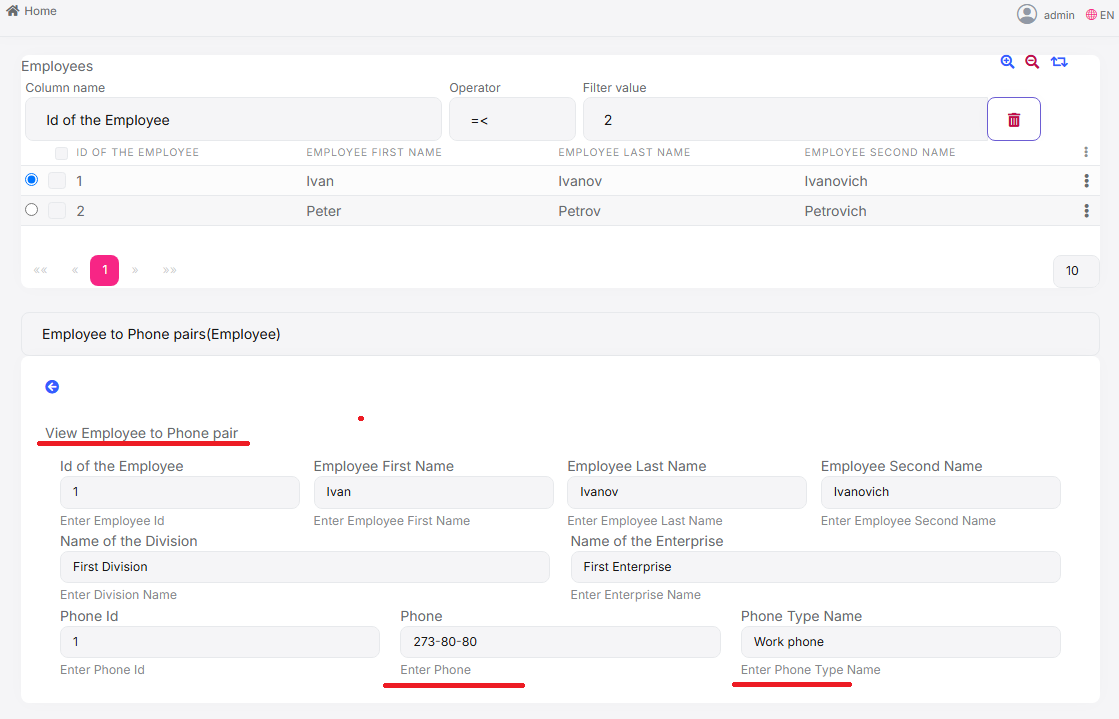 Home
admin EN
Employees
Column name Operator Filter value
Id of the Employee =< 2
ID OF THE EMPLOYEE EMPLOYEE FIRST NAME EMPLOYEE LAST NAME EMPLOYEE SECOND NAME
1 Ivan Ivanov Ivanovich
2 Peter Petrov Petrovich
«« « 1 » »» 10
Employee to Phone pairs(Employee)
View Employee to Phone pair
Id of the Employee Employee First Name Employee Last Name Employee Second Name
1 Ivan Ivanov Ivanovich
Enter Employee Id Enter Employee First Name Enter Employee Last Name Enter Employee Second Name
Name of the Division Name of the Enterprise
First Division First Enterprise
Enter Division Name Enter Enterprise Name
Phone Id Phone Phone Type Name
1 273-80-80 Work phone
Enter Phone Id Enter Phone Enter Phone Type Name